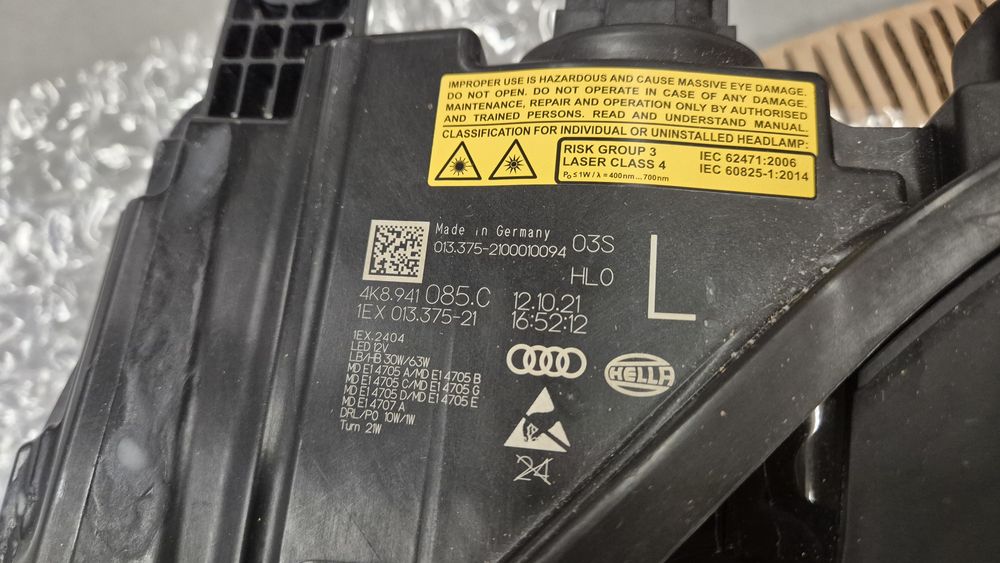 IMPROPER USE IS HAZARDOUS AND CAUSE MASSIVE EYE DAMAGE.
DO NOT OPEN. DO NOT OPERATE IN CASE OF ANY DAMAGE.
MAINTENANCE, REPAIR AND OPERATION ONLY BY AUTHORISED
AND TRAINED PERSONS. READ AND UNDERSTAND MANUAL.
CLASSIFICATION FOR INDIVIDUAL OR UNINSTALLED HEADLAMP:
RISK GROUP 3 IEC 62471:2006
LASER CLASS 4 IEC 60825-1:2014
P₀ ≤ 1W / λ = 400nm...700nm
Made in Germany
013.375-2100010094 03S
HL0
L
4K8.941 085.C 12.10.21
1EX 013.375-21 16:52:12
1EX.2404
LED 12V
LB/HB 30W/63W
MD E1 4705 A/MD E1 4705 B
MD E1 4705 C/MD E1 4705 G
MD E1 4705 D/MD E1 4705 E
MD E1 4707 A
DRL/PO 10W/1W
Turn 21W
HELLA
24